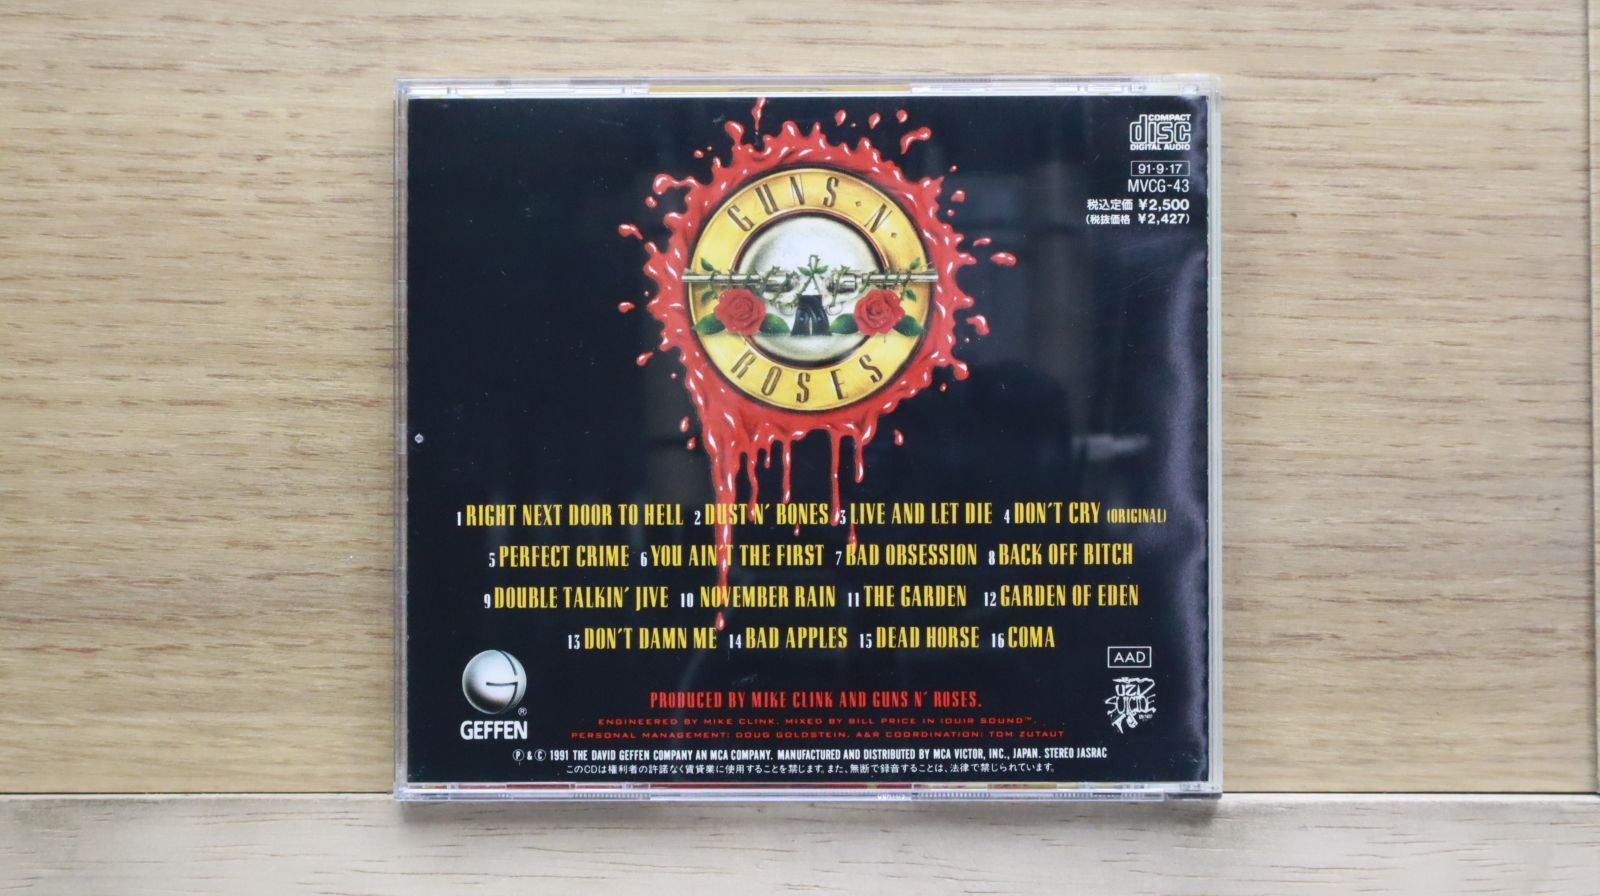 COMPACT
disc
DIGITAL AUDIO
91·9·17
MVCG-43
税込定価 ¥2,500
(税抜価格 ¥2,427)
GUNS N'
ROSES
1 RIGHT NEXT DOOR TO HELL 2 DUST N' BONES 3 LIVE AND LET DIE 4 DON'T CRY (ORIGINAL)
5 PERFECT CRIME 6 YOU AIN'T THE FIRST 7 BAD OBSESSION 8 BACK OFF BITCH
9 DOUBLE TALKIN' JIVE 10 NOVEMBER RAIN 11 THE GARDEN 12 GARDEN OF EDEN
13 DON'T DAMN ME 14 BAD APPLES 15 DEAD HORSE 16 COMA
AAD
UZI
SUICIDE
GEFFEN
PRODUCED BY MIKE CLINK AND GUNS N' ROSES.
ENGINEERED BY MIKE CLINK. MIXED BY BILL PRICE IN IDUIR SOUND™.
PERSONAL MANAGEMENT: DOUG GOLDSTEIN. A&R COORDINATION: TOM ZUTAUT
℗ & © 1991 THE DAVID GEFFEN COMPANY AN MCA COMPANY. MANUFACTURED AND DISTRIBUTED BY MCA VICTOR, INC., JAPAN. STEREO JASRAC
このCDは権利者の許諾なく賃貸業に使用することを禁じます。また、無断で録音することは、法律で禁じられています。